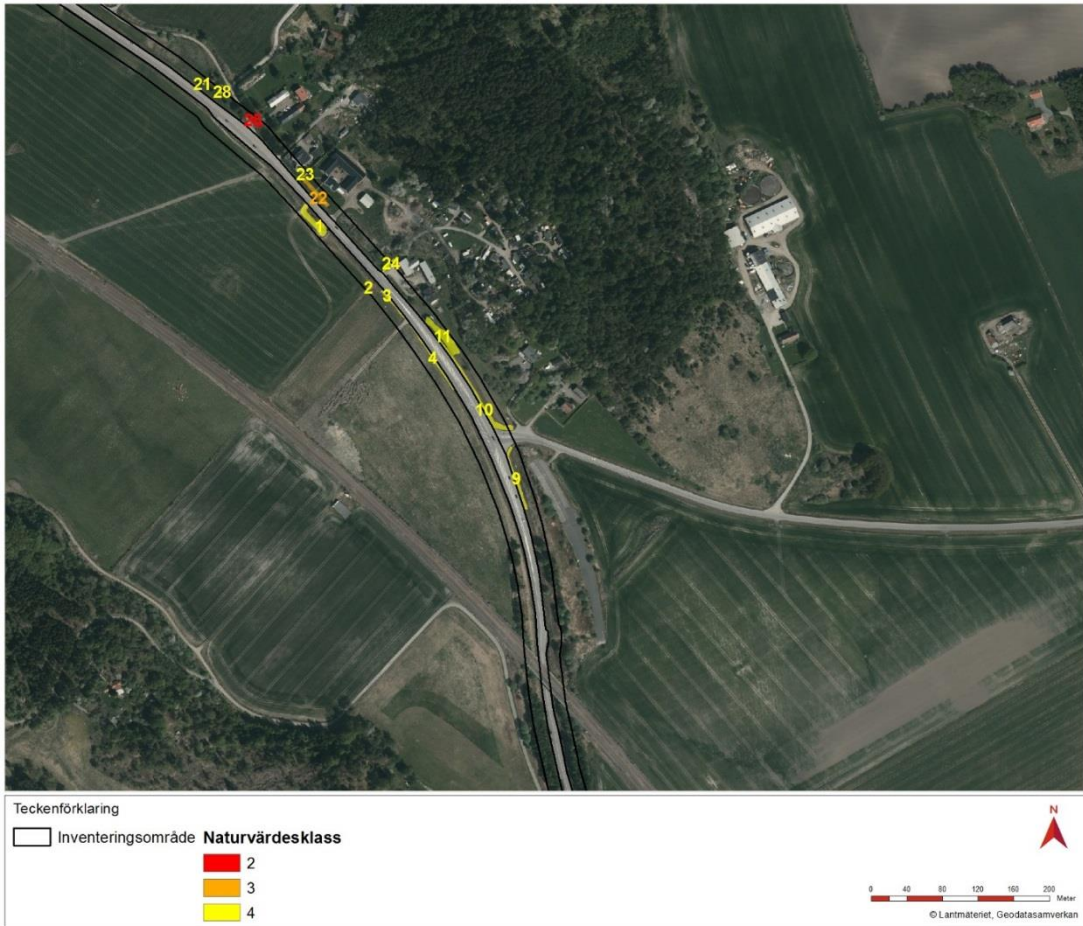 21
28
23
22
1
24
2
3
11
4
10
9
Teckenförklaring
Inventeringsområde Naturvärdesklass
2
3
4
N
0 40 80 120 160 200
Meter
© Lantmäteriet, Geodatasamverkan